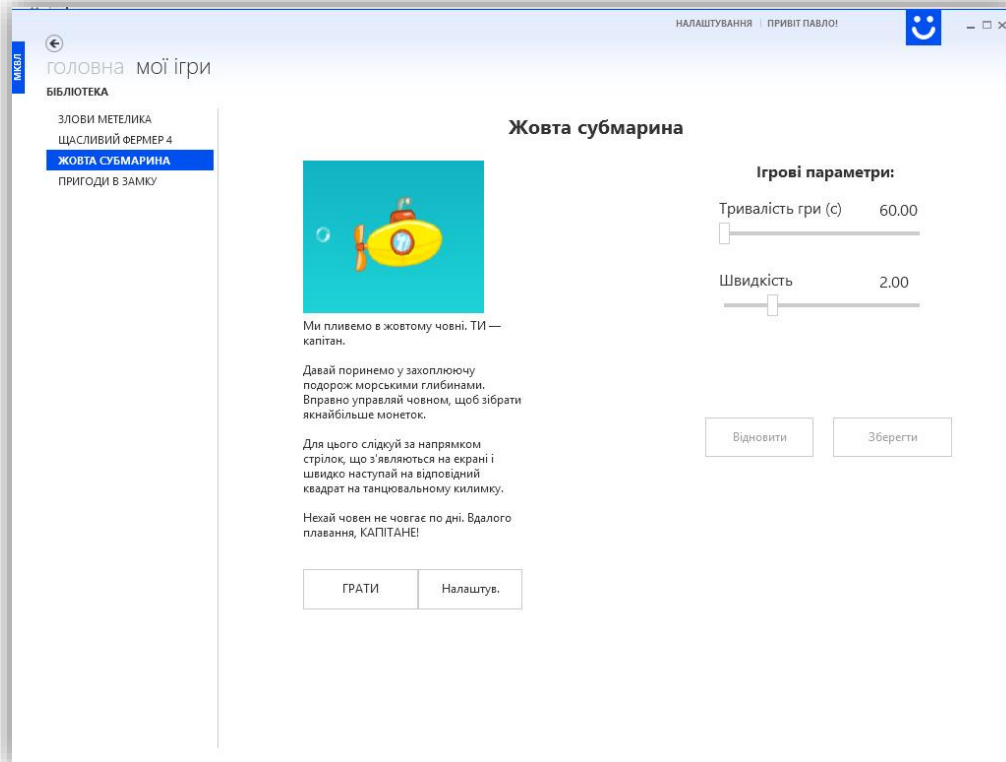 НАЛАШТУВАННЯ | ПРИВІТ ПАВЛО!
МКВЛ
головна мої ігри
БІБЛІОТЕКА
ЗЛОВИ МЕТЕЛИКА
ЩАСЛИВИЙ ФЕРМЕР 4
ЖОВТА СУБМАРИНА
ПРИГОДИ В ЗАМКУ
Жовта субмарина
Ми пливемо в жовтому човні. ТИ —
капітан.
Давай поринемо у захоплюючу
подорож морськими глибинами.
Вправно управляй човном, щоб зібрати
якнайбільше монеток.
Для цього слідкуй за напрямком
стрілок, що з'являються на екрані і
швидко наступай на відповідний
квадрат на танцювальному килимку.
Нехай човен не човгає по дні. Вдалого
плавання, КАПІТАНЕ!
ГРАТИ
Налаштув.
Ігрові параметри:
Тривалість гри (с) 60.00
Швидкість 2.00
Відновити
Зберегти